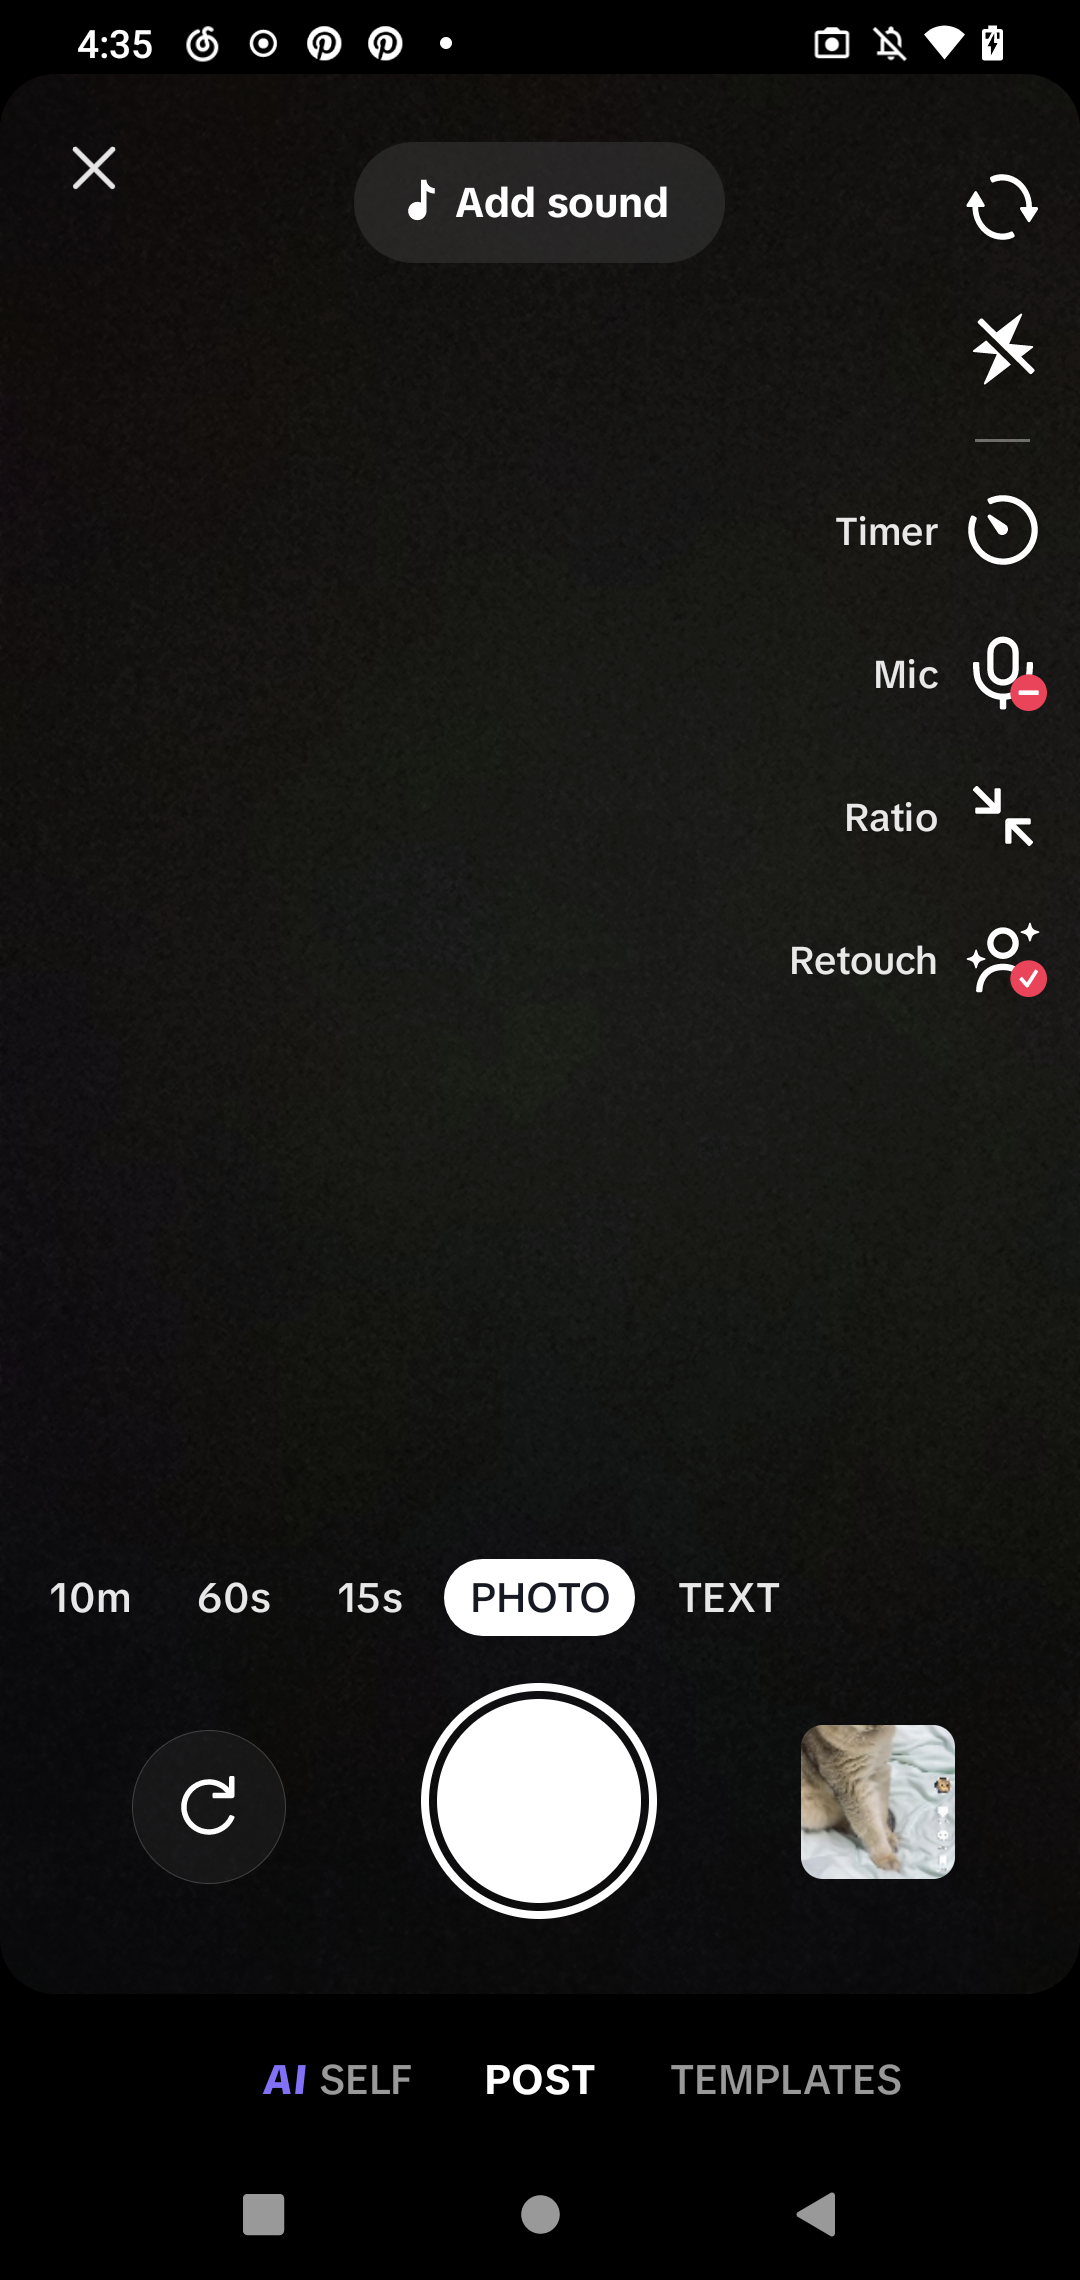 4:35
Add sound
Timer
Mic
Ratio
Retouch
10m 60s 15s PHOTO TEXT
AI SELF POST TEMPLATES